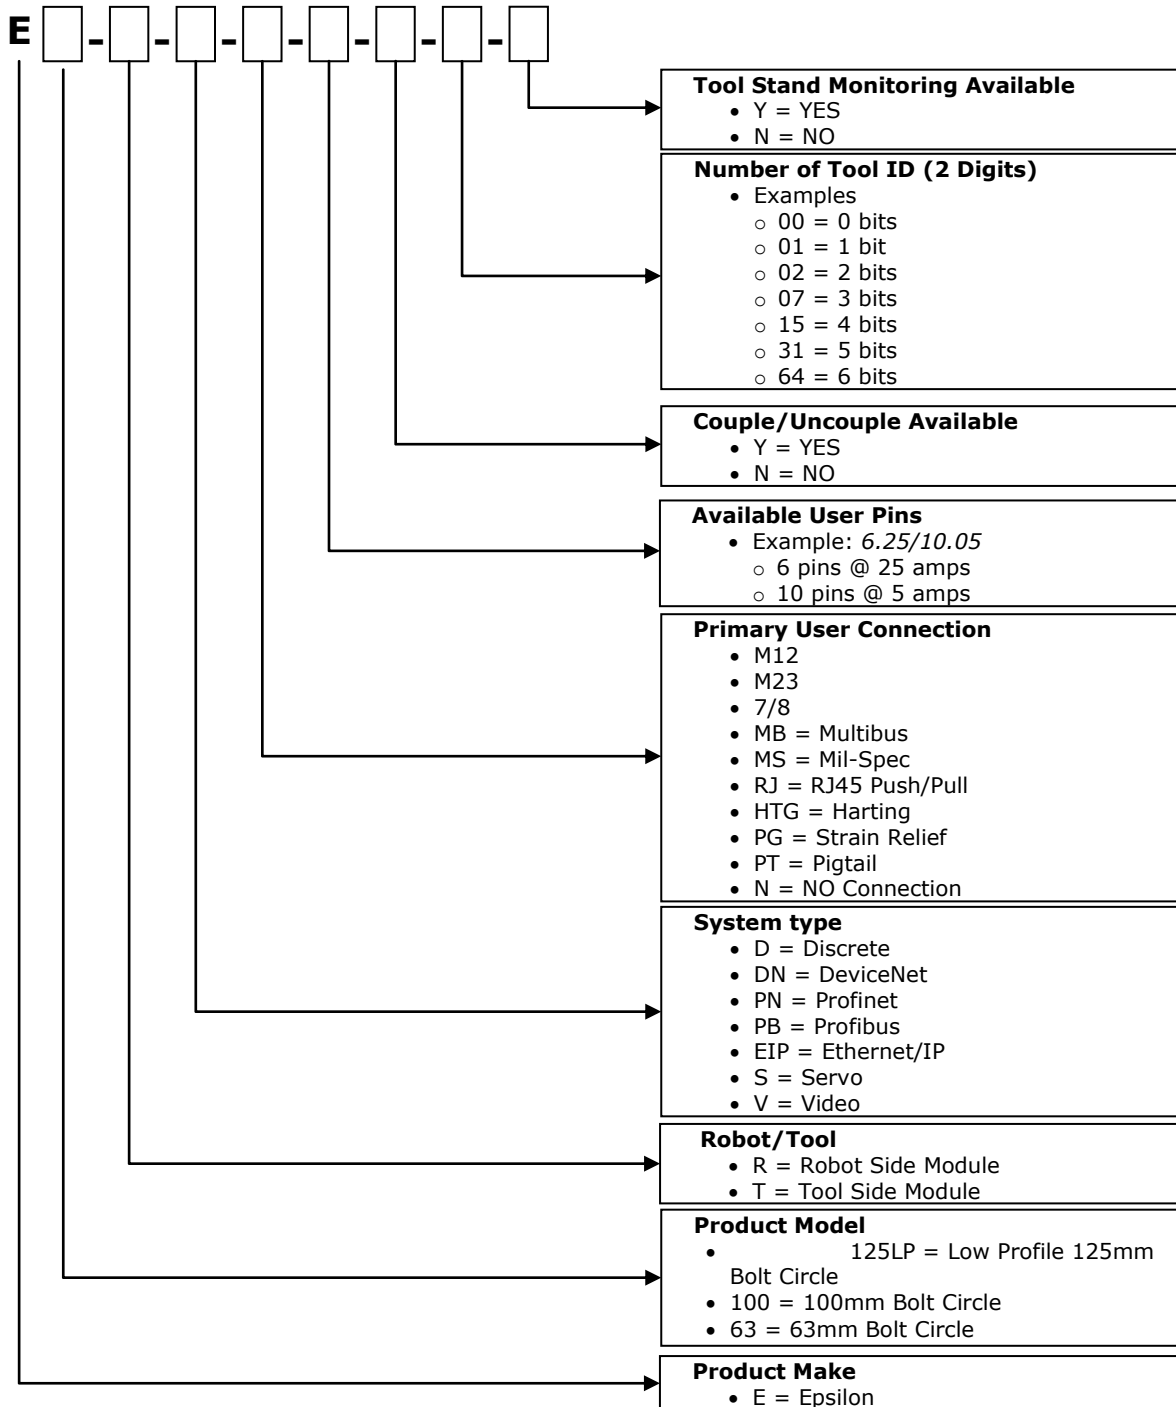 E - - - - - - -
Tool Stand Monitoring Available
• Y = YES
• N = NO
Number of Tool ID (2 Digits)
• Examples
○ 00 = 0 bits
○ 01 = 1 bit
○ 02 = 2 bits
○ 07 = 3 bits
○ 15 = 4 bits
○ 31 = 5 bits
○ 64 = 6 bits
Couple/Uncouple Available
• Y = YES
• N = NO
Available User Pins
• Example: 6.25/10.05
○ 6 pins @ 25 amps
○ 10 pins @ 5 amps
Primary User Connection
• M12
• M23
• 7/8
• MB = Multibus
• MS = Mil-Spec
• RJ = RJ45 Push/Pull
• HTG = Harting
• PG = Strain Relief
• PT = Pigtail
• N = NO Connection
System type
• D = Discrete
• DN = DeviceNet
• PN = Profinet
• PB = Profibus
• EIP = Ethernet/IP
• S = Servo
• V = Video
Robot/Tool
• R = Robot Side Module
• T = Tool Side Module
Product Model
• 125LP = Low Profile 125mm
Bolt Circle
• 100 = 100mm Bolt Circle
• 63 = 63mm Bolt Circle
Product Make
• E = Epsilon